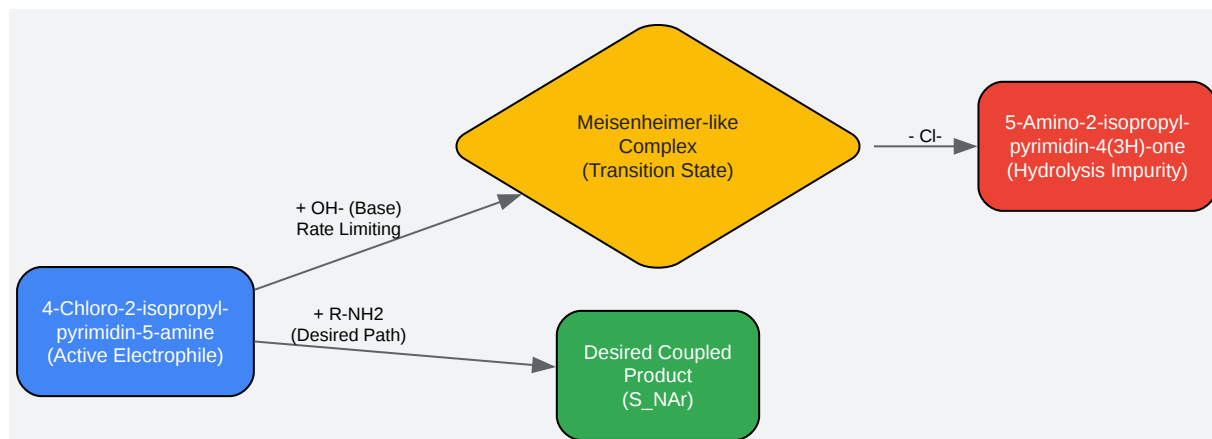 4-Chloro-2-isopropyl-
pyrimidin-5-amine
(Active Electrophile)
+ OH- (Base)
Rate Limiting
Meisenheimer-like
Complex
(Transition State)
- Cl-
5-Amino-2-isopropyl-
pyrimidin-4(3H)-one
(Hydrolysis Impurity)
+ R-NH2
(Desired Path)
Desired Coupled
Product
(S_NAr)